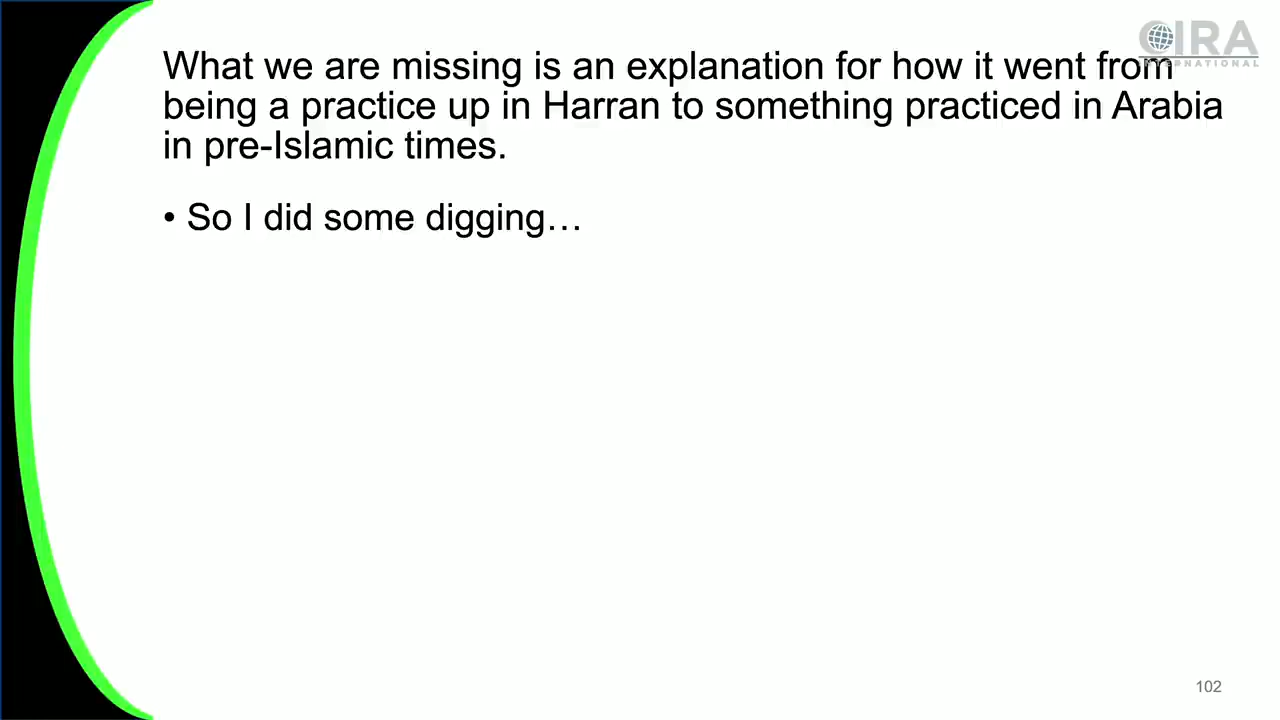 CIRA
INTERNATIONAL
What we are missing is an explanation for how it went from
being a practice up in Harran to something practiced in Arabia
in pre-Islamic times.
• So I did some digging…
102